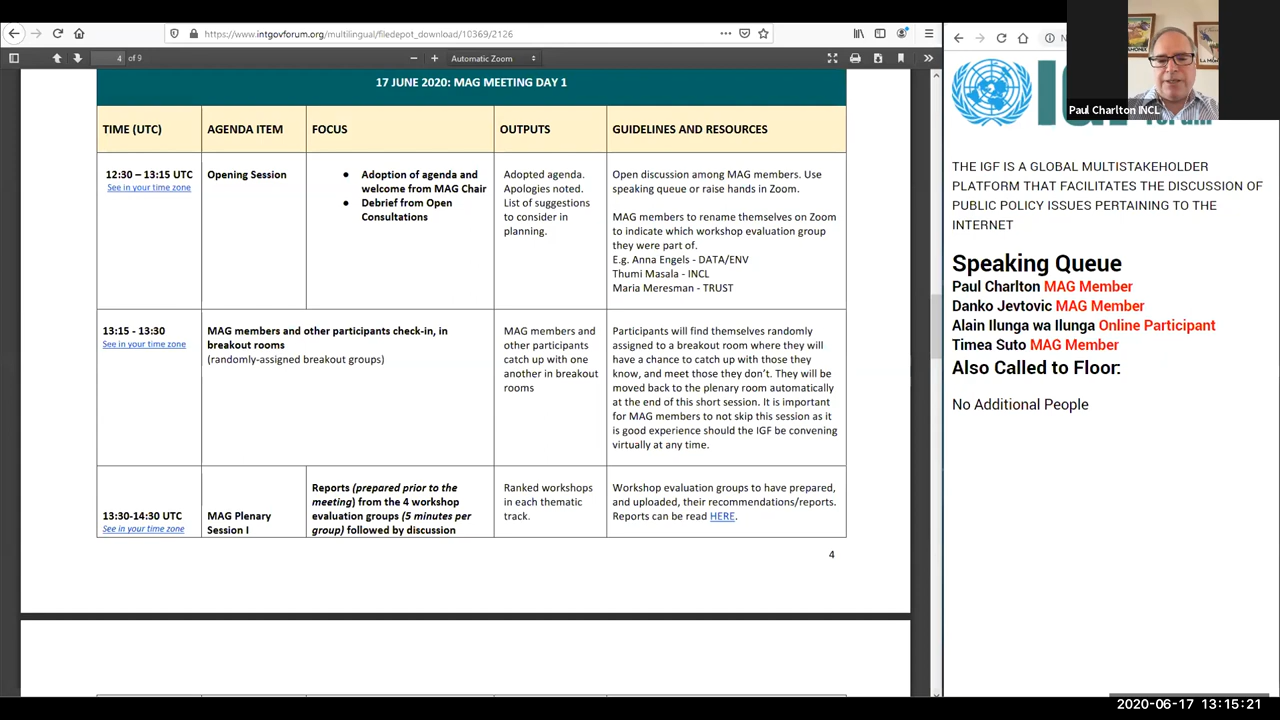 https://www.intgovforum.org/multilingual/filedepot_download/10369/2126
4 of 9
Automatic Zoom
17 JUNE 2020: MAG MEETING DAY 1
TIME (UTC) AGENDA ITEM FOCUS OUTPUTS GUIDELINES AND RESOURCES
12:30 – 13:15 UTC
See in your time zone
Opening Session
● Adoption of agenda and
welcome from MAG Chair
● Debrief from Open
Consultations
Adopted agenda.
Apologies noted.
List of suggestions
to consider in
planning.
Open discussion among MAG members. Use
speaking queue or raise hands in Zoom.
MAG members to rename themselves on Zoom
to indicate which workshop evaluation group
they were part of.
E.g. Anna Engels - DATA/ENV
Thumi Masala - INCL
Maria Meresman - TRUST
13:15 - 13:30
See in your time zone
MAG members and other participants check-in, in
breakout rooms
(randomly-assigned breakout groups)
MAG members and
other participants
catch up with one
another in breakout
rooms
Participants will find themselves randomly
assigned to a breakout room where they will
have a chance to catch up with those they
know, and meet those they don't. They will be
moved back to the plenary room automatically
at the end of this short session. It is important
for MAG members to not skip this session as it
is good experience should the IGF be convening
virtually at any time.
13:30-14:30 UTC
See in your time zone
MAG Plenary
Session I
Reports (prepared prior to the
meeting) from the 4 workshop
evaluation groups (5 minutes per
group) followed by discussion
Ranked workshops
in each thematic
track.
Workshop evaluation groups to have prepared,
and uploaded, their recommendations/reports.
Reports can be read HERE.
4
Paul Charlton INCL
THE IGF IS A GLOBAL MULTISTAKEHOLDER
PLATFORM THAT FACILITATES THE DISCUSSION OF
PUBLIC POLICY ISSUES PERTAINING TO THE
INTERNET
Speaking Queue
Paul Charlton MAG Member
Danko Jevtovic MAG Member
Alain Ilunga wa Ilunga Online Participant
Timea Suto MAG Member
Also Called to Floor:
No Additional People
2020-06-17 13:15:21